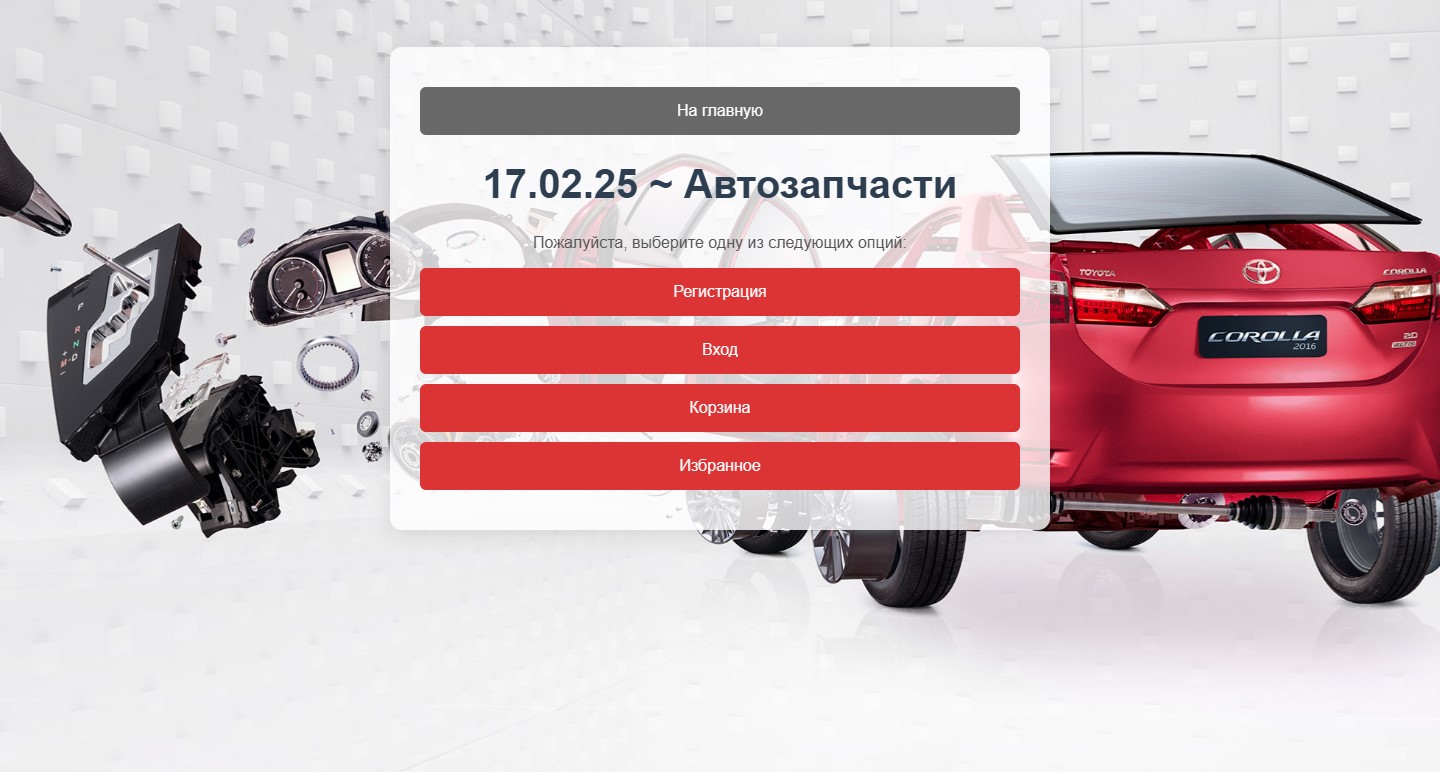 На главную
17.02.25 ~ Автозапчасти
Пожалуйста, выберите одну из следующих опций:
Регистрация
Вход
Корзина
Избранное
TOYOTA
COROLLA
COROLLA
2016
2.0
ALTIS
P
R
N
D
+
M
-